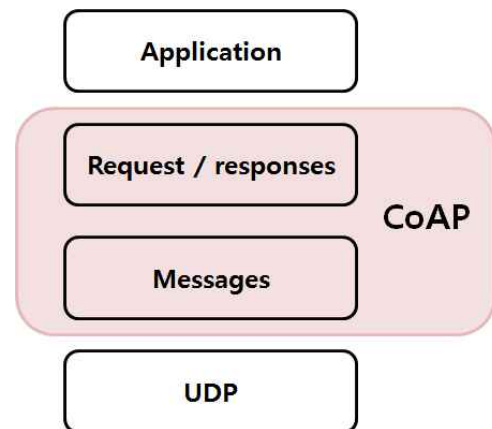 Application
Request / responses
CoAP
Messages
UDP